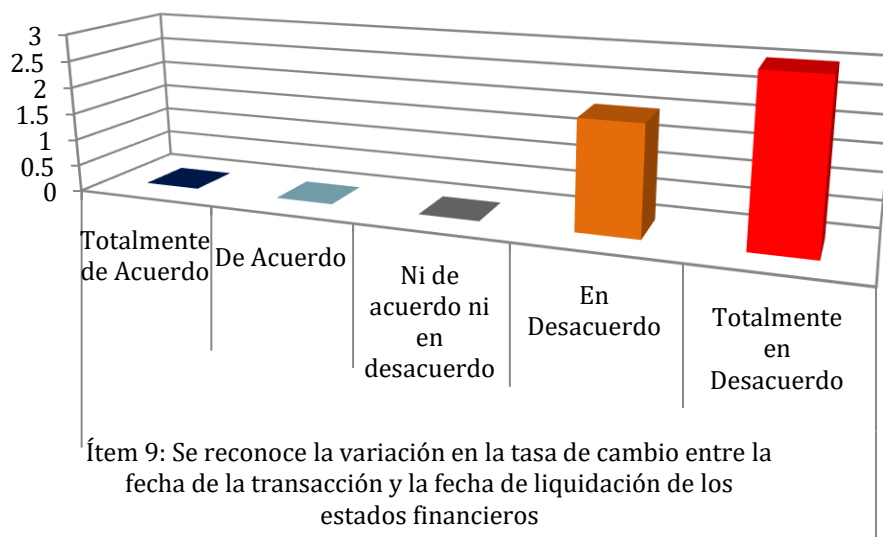 3
2.5
2
1.5
1
0.5
0
Totalmente
de Acuerdo
De Acuerdo
Ni de
acuerdo ni
en
desacuerdo
En
Desacuerdo
Totalmente
en
Desacuerdo
Ítem 9: Se reconoce la variación en la tasa de cambio entre la
fecha de la transacción y la fecha de liquidación de los
estados financieros